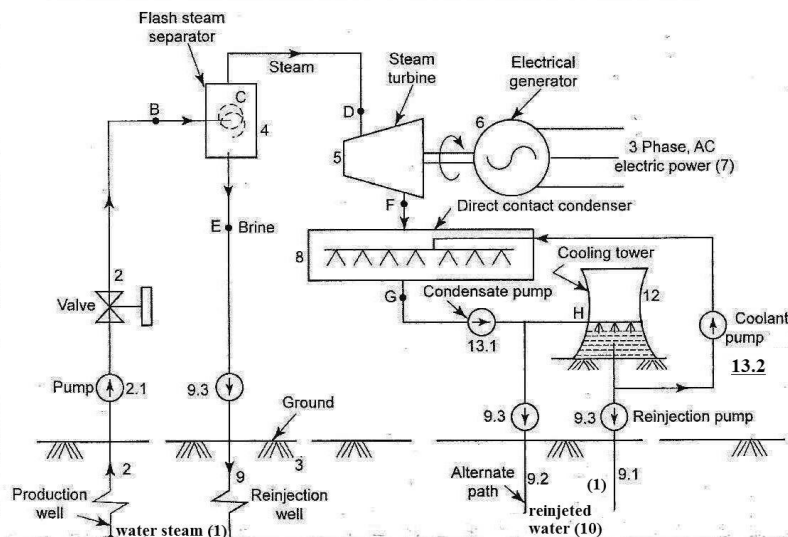 Flash steam
separator
Steam
Steam
turbine
Electrical
generator
B
C
4
D
5
6
3 Phase, AC
electric power (7)
F
Direct contact condenser
E
Brine
8
Cooling tower
2
G
Condensate pump
12
H
Valve
13.1
Coolant
pump
13.2
Pump
2.1
9.3
9.3
9.3
Reinjection pump
Ground
3
2
9
Production
well
Reinjection
well
Alternate
path
9.2
(1)
9.1
water steam (1)
reinjeted
water (10)